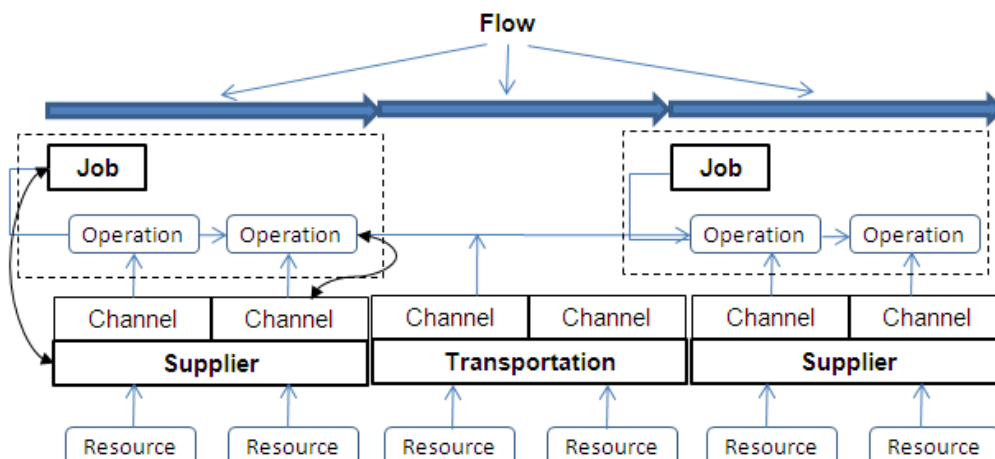 Flow
Job
Job
Operation Operation Operation Operation
Channel Channel Channel Channel Channel Channel
Supplier Transportation Supplier
Resource Resource Resource Resource Resource Resource